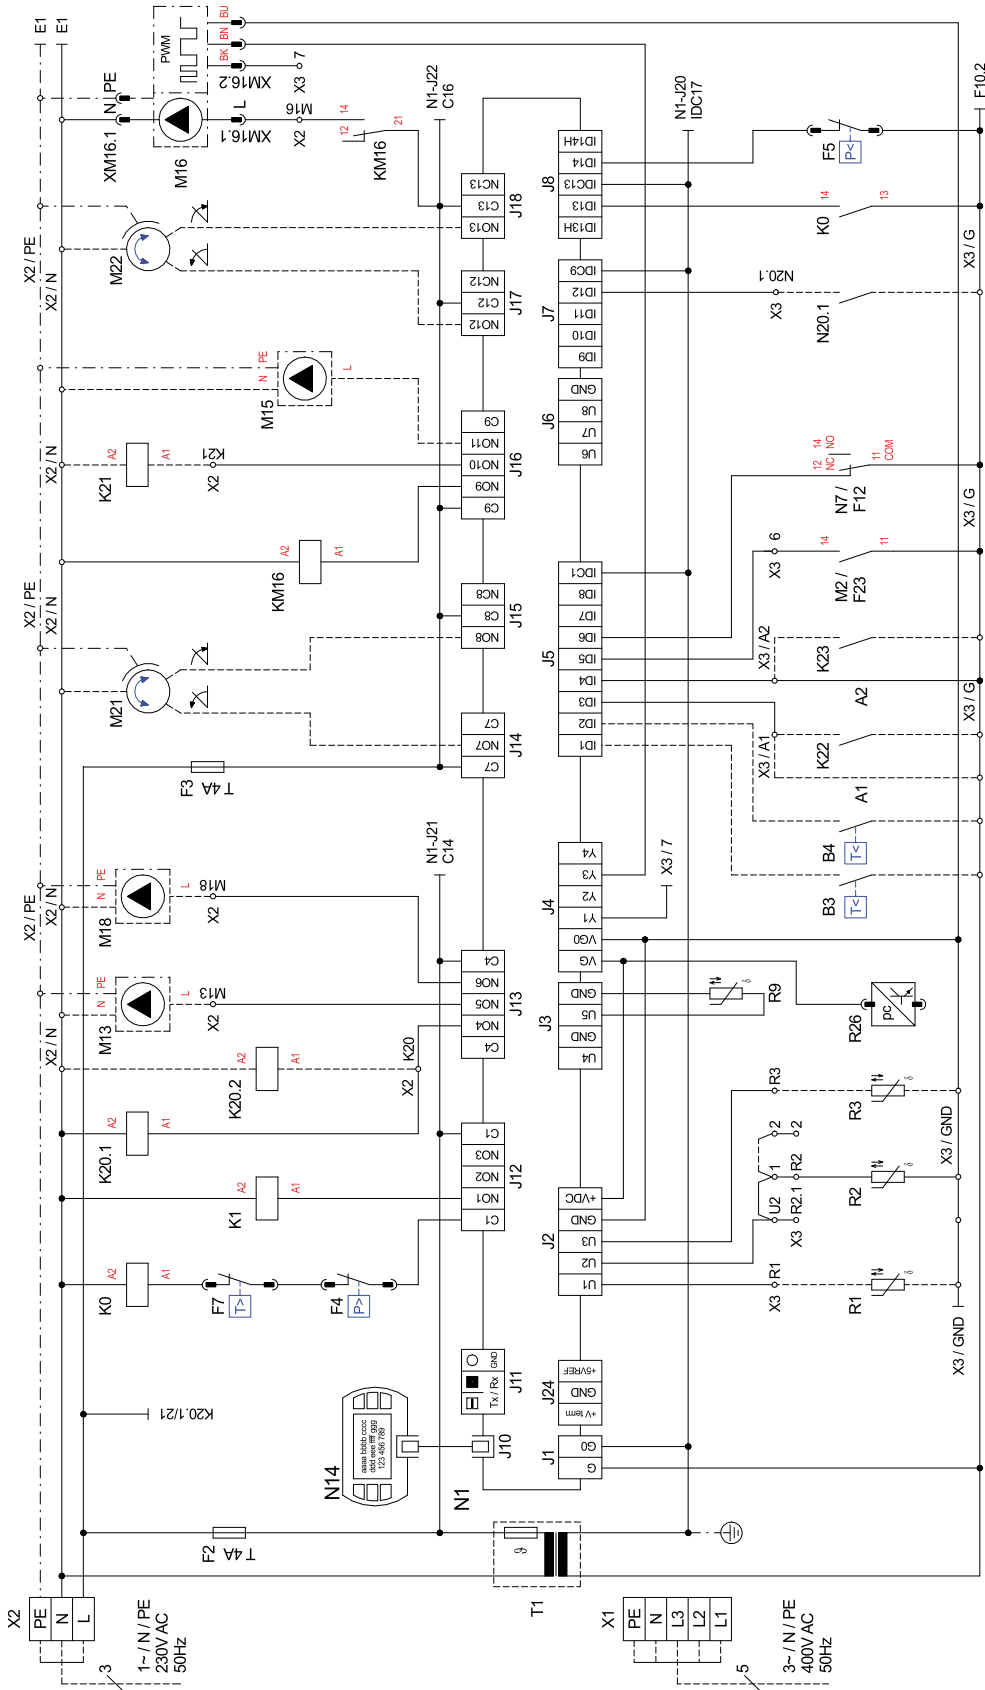 X2
PE
N
L
3
1~ / N / PE
230V AC
50Hz
X1
PE
N
L3
L2
L1
5
3~ / N / PE
400V AC
50Hz
F2
T 4A
T1
ϑ
K20.1/21
N14
aaaa bbbb cccc
ddd eee fff ggg
123 456 789
N1
J10
J11
Tx / Rx
GND
K0
A2
A1
F7
T>
F4
P>
K1
A2
A1
K20.1
A2
A1
K20.2
A2
A1
X2
K20
J12
C1
NO1
NO2
NO3
C1
X2 / N
X2 / PE
M13
N
PE
L
X2
M13
X2 / N
M18
N
PE
L
X2
M18
J13
C4
NO4
NO5
NO6
C4
N1-J21
C14
F3
T 4A
J14
C7
NO7
C7
M21
X2 / PE
X2 / N
J15
NO8
C8
NC8
KM16
A2
A1
K21
A2
A1
X2
K21
X2 / N
J16
C9
NO9
NO10
NO11
C9
M15
N
PE
L
J17
NO12
C12
NC12
M22
X2 / PE
X2 / N
J18
NO13
C13
NC13
N1-J22
C16
KM16
12
14
21
X2
M16
XM16.1
L
M16
XM16.1
N
PE
PWM
BK
BN
BU
XM16.2
X3
7
E1
E1
J1
G
G0
J24
+V term
GND
+5VREF
J2
U1
U2
U3
GND
+VDC
J3
U4
GND
U5
GND
J4
VG
VG0
Y1
Y2
Y3
Y4
J5
ID1
ID2
ID3
ID4
ID5
ID6
ID7
ID8
IDC1
J6
U6
U7
U8
GND
J7
ID9
ID10
ID11
ID12
IDC9
J8
ID13H
ID13
IDC13
ID14
ID14H
N1-J20
IDC17
X3
R1
R1
X3
R2.1
U2
1
2
R2
2
R2
R3
R3
X3 / GND
X3 / GND
R9
R26
pc
X3 / 7
B3
T<
B4
T<
A1
X3 / A1
K22
A2
X3 / A2
K23
X3 / G
X3
6
M2 /
F23
14
11
N7 /
F12
12
NC
14
NO
11
COM
X3 / G
X3
N20.1
N20.1
K0
14
13
X3 / G
F5
P<
F10.2